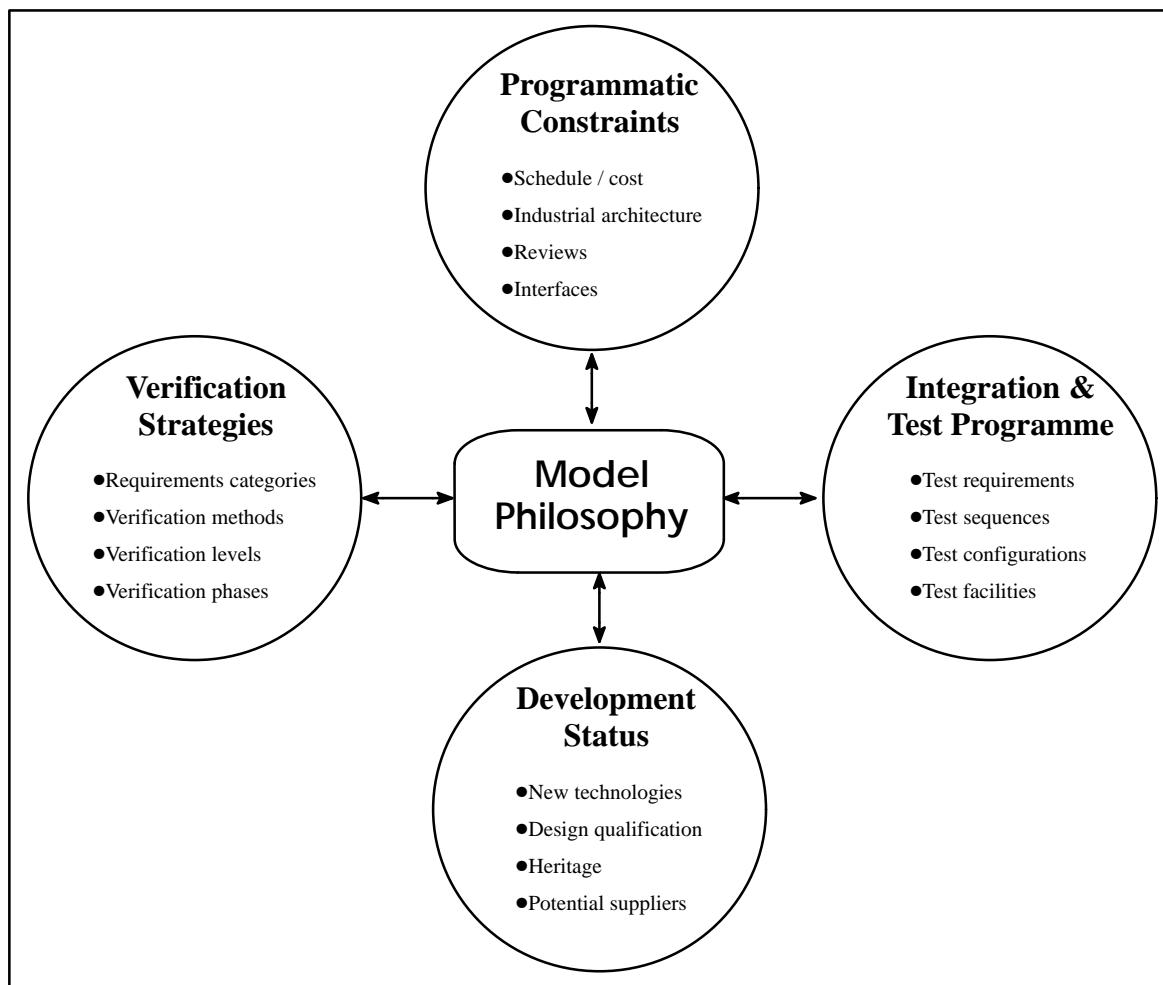 Programmatic
Constraints
●Schedule / cost
●Industrial architecture
●Reviews
●Interfaces
Verification
Strategies
●Requirements categories
●Verification methods
●Verification levels
●Verification phases
Model
Philosophy
Integration &
Test Programme
●Test requirements
●Test sequences
●Test configurations
●Test facilities
Development
Status
●New technologies
●Design qualification
●Heritage
●Potential suppliers